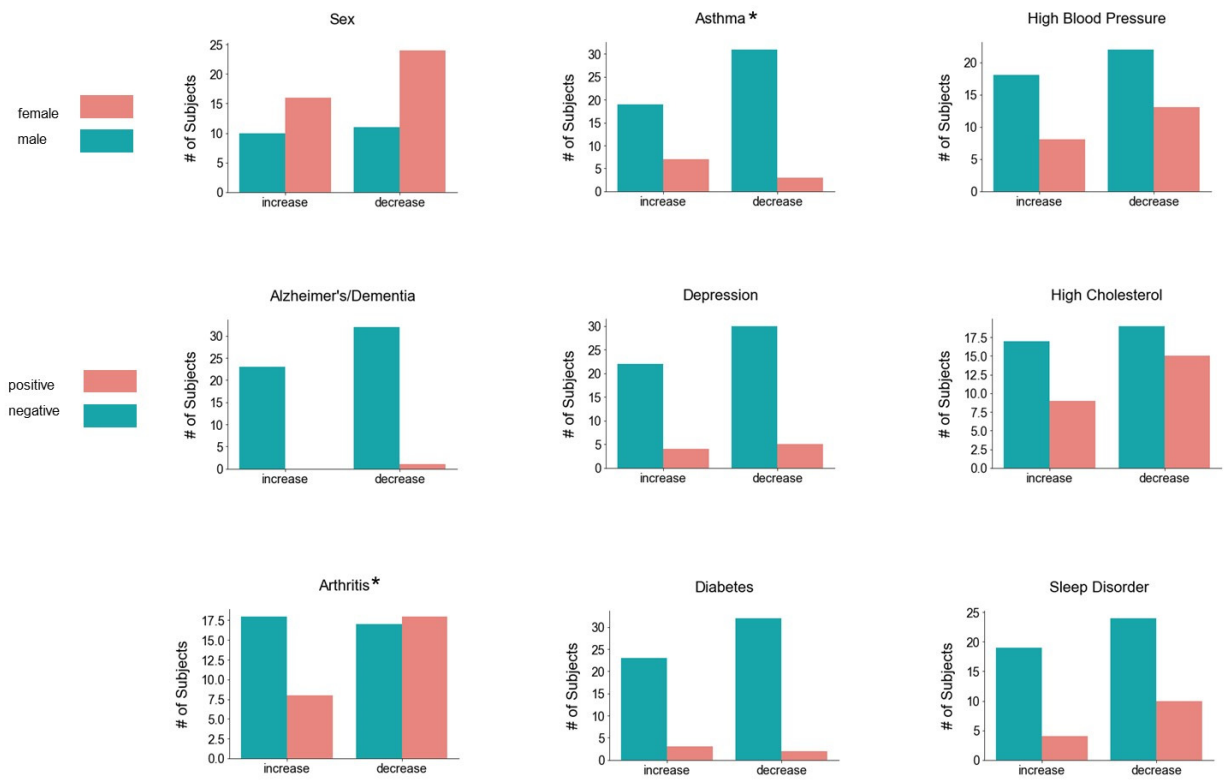 Sex
25
20
15
10
5
0
# of Subjects
increase
decrease
female
male
Asthma *
30
25
20
15
10
5
0
# of Subjects
increase
decrease
High Blood Pressure
20
15
10
5
0
# of Subjects
increase
decrease
positive
negative
Alzheimer's/Dementia
30
25
20
15
10
5
0
# of Subjects
increase
decrease
Depression
30
25
20
15
10
5
0
# of Subjects
increase
decrease
High Cholesterol
17.5
15.0
12.5
10.0
7.5
5.0
2.5
0
# of Subjects
increase
decrease
Arthritis *
17.5
15.0
12.5
10.0
7.5
5.0
2.5
0
# of Subjects
increase
decrease
Diabetes
30
25
20
15
10
5
0
# of Subjects
increase
decrease
Sleep Disorder
25
20
15
10
5
0
# of Subjects
increase
decrease